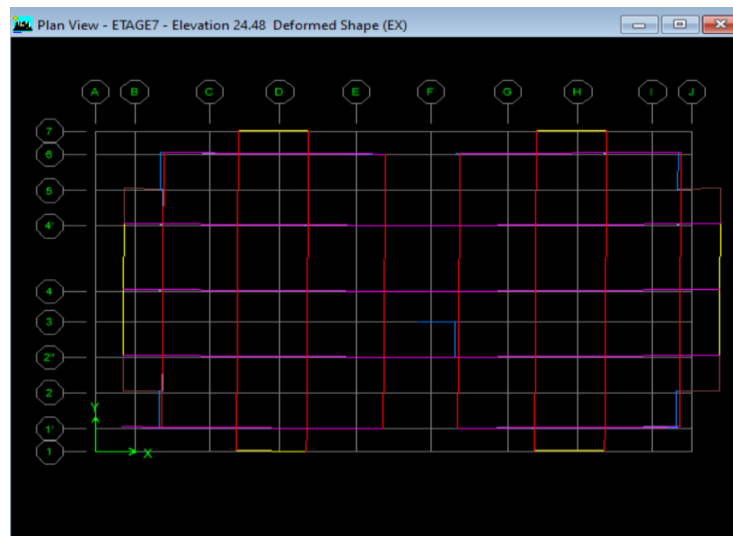 Plan View - ETAGE7 - Elevation 24.48 Deformed Shape (EX)
A B C D E F G H I J
7
6
5
4'
4
3
2"
2
Y
1'
1
X